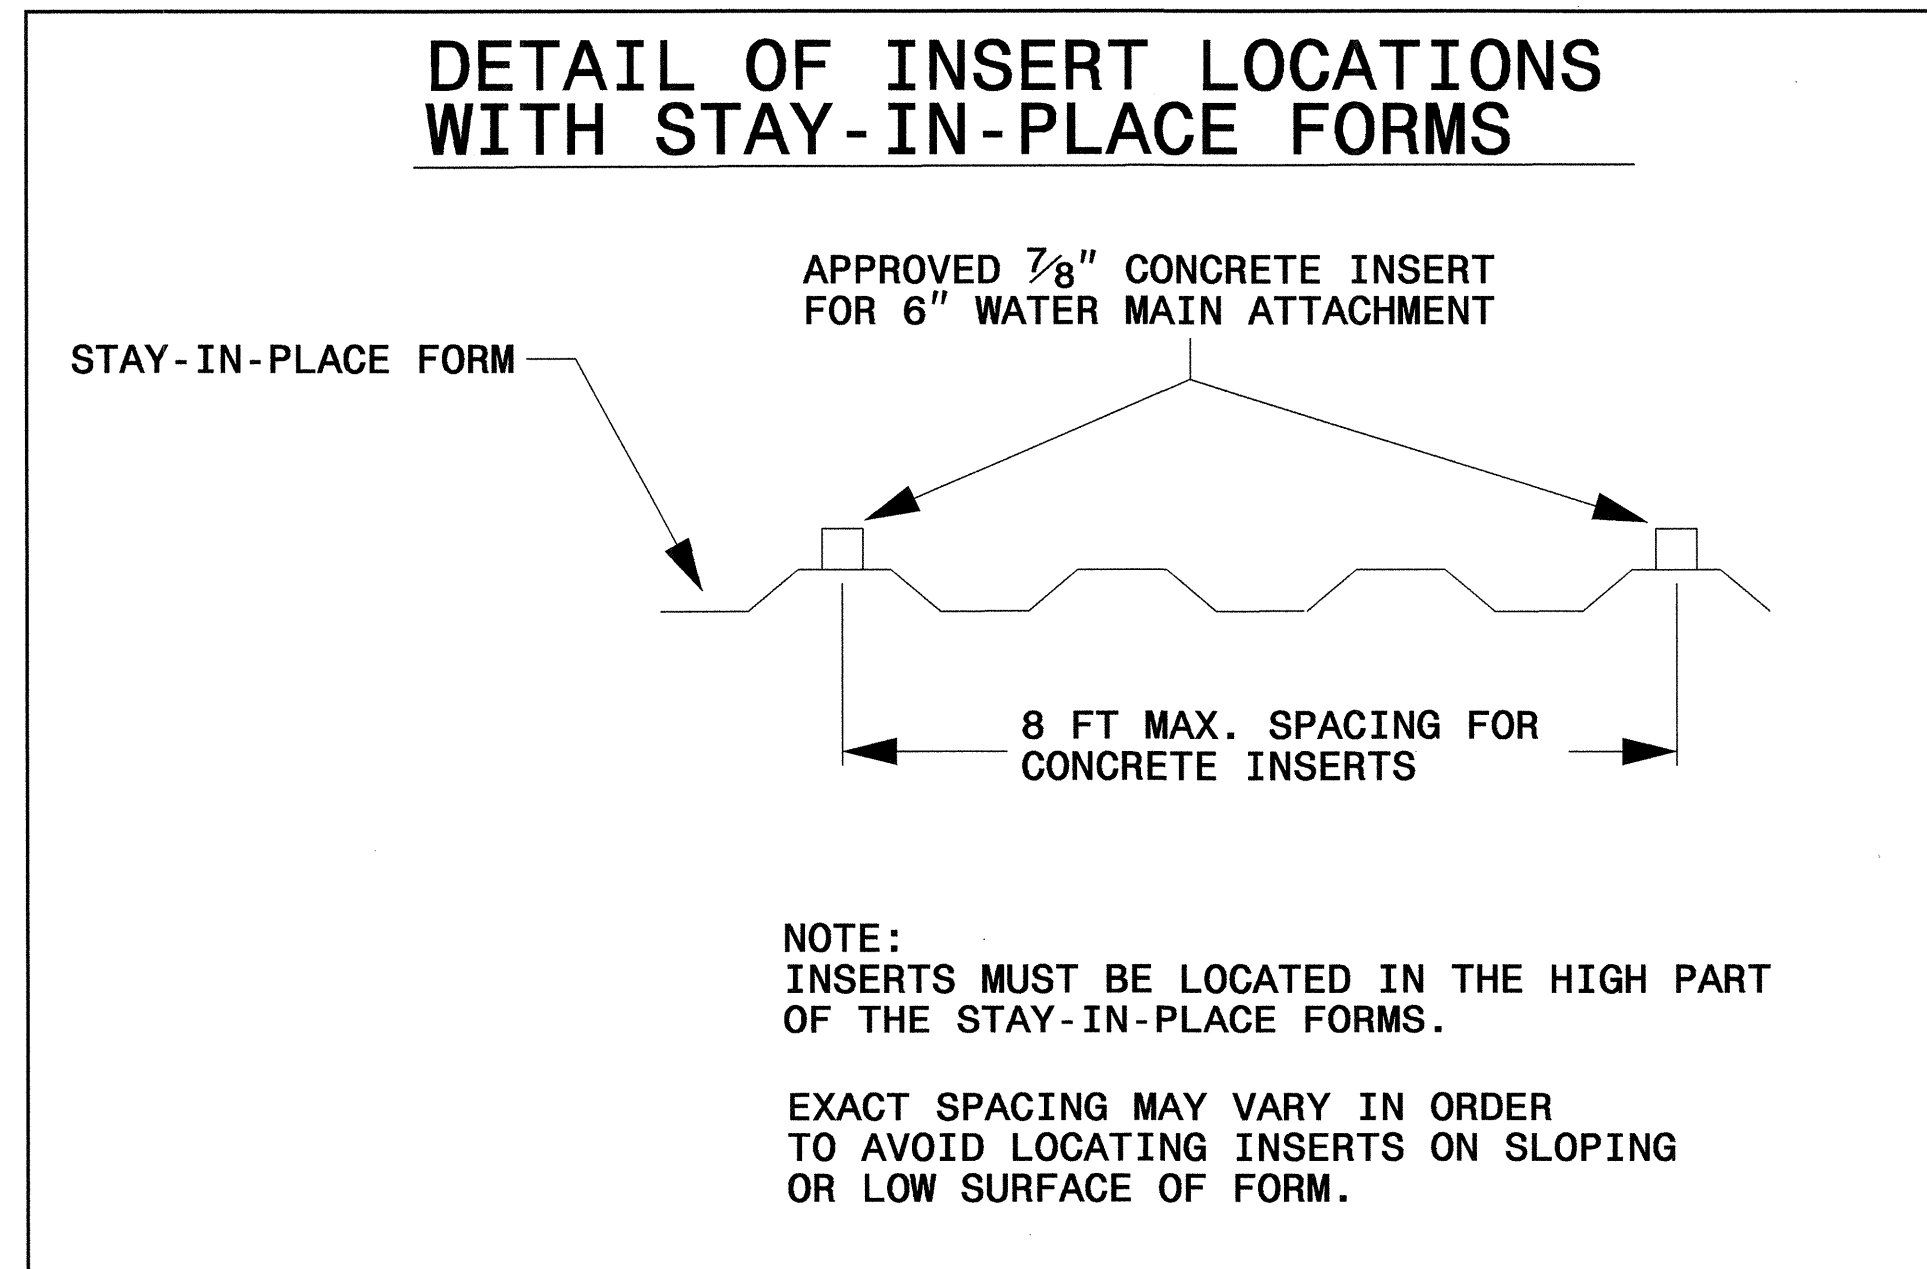 DETAIL OF INSERT LOCATIONS
WITH STAY-IN-PLACE FORMS
APPROVED 7/8" CONCRETE INSERT
FOR 6" WATER MAIN ATTACHMENT
STAY-IN-PLACE FORM
8 FT MAX. SPACING FOR
CONCRETE INSERTS
NOTE:
INSERTS MUST BE LOCATED IN THE HIGH PART
OF THE STAY-IN-PLACE FORMS.
EXACT SPACING MAY VARY IN ORDER
TO AVOID LOCATING INSERTS ON SLOPING
OR LOW SURFACE OF FORM.